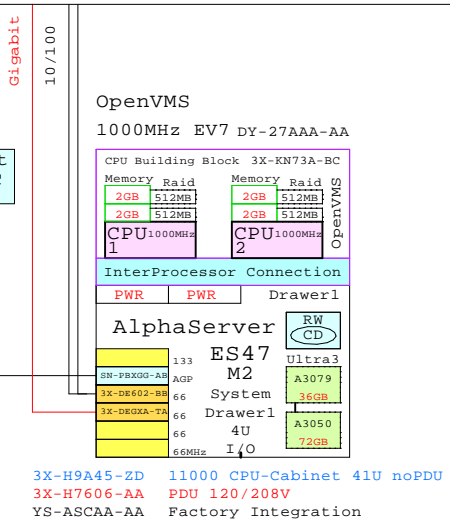 Gigabit
10/100
OpenVMS
1000MHz EV7 DY-27AAA-AA
CPU Building Block 3X-KN73A-BC
Memory Raid Memory Raid
2GB 512MB 2GB 512MB
2GB 512MB 2GB 512MB
CPU 1000MHz CPU 1000MHz
1 2
OpenVMS
InterProcessor Connection
PWR PWR Drawer1
AlphaServer
RW
CD
ES47
Ultra3
133
M2
SN-PBXGG-AB AGP
System
A3079
36GB
3X-DE602-BB 66
Drawer1
3X-DEGXA-TA 66
4U
A3050
72GB
66
I/O
66MHz
3X-H9A45-ZD 11000 CPU-Cabinet 41U noPDU
3X-H7606-AA PDU 120/208V
YS-ASCAA-AA Factory Integration